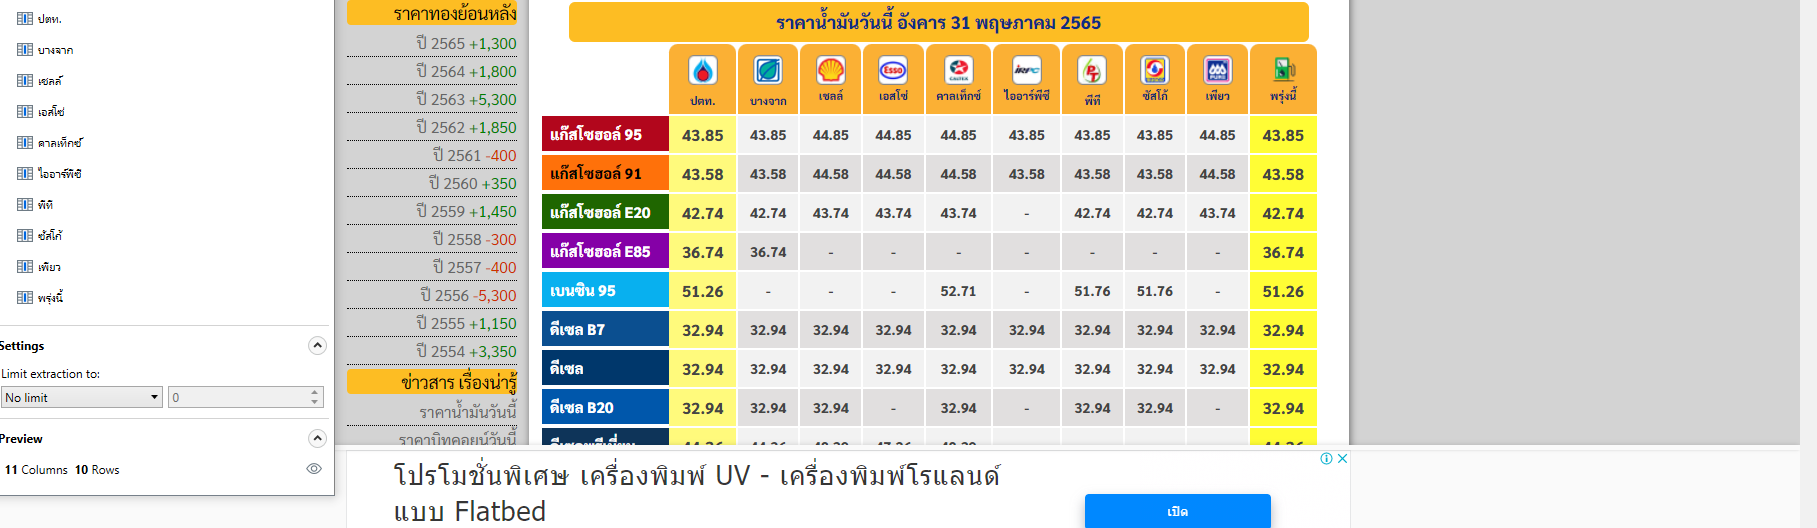 ปตท.
บางจาก
เชลล์
เอสโซ่
คาลเท็กซ์
ไออาร์พีซี
พีที
ซัสโก้
เพียว
พรุ่งนี้
Settings
Limit extraction to:
No limit 0
Preview
11 Columns 10 Rows
ราคาทองย้อนหลัง
ปี 2565 +1,300
ปี 2564 +1,800
ปี 2563 +5,300
ปี 2562 +1,850
ปี 2561 -400
ปี 2560 +350
ปี 2559 +1,450
ปี 2558 -300
ปี 2557 -400
ปี 2556 -5,300
ปี 2555 +1,150
ปี 2554 +3,350
ข่าวสาร เรื่องน่ารู้
ราคาน้ำมันวันนี้
ราคาบิทคอยน์วันนี้
ราคาน้ำมันวันนี้ อังคาร 31 พฤษภาคม 2565
Esso CALTEX IRPC PT PURE
ปตท. บางจาก เชลล์ เอสโซ่ คาลเท็กซ์ ไออาร์พีซี พีที ซัสโก้ เพียว พรุ่งนี้
แก๊สโซฮอล์ 95 43.85 43.85 44.85 44.85 44.85 43.85 43.85 43.85 44.85 43.85
แก๊สโซฮอล์ 91 43.58 43.58 44.58 44.58 44.58 43.58 43.58 43.58 44.58 43.58
แก๊สโซฮอล์ E20 42.74 42.74 43.74 43.74 43.74 - 42.74 42.74 43.74 42.74
แก๊สโซฮอล์ E85 36.74 36.74 - - - - - - - 36.74
เบนซิน 95 51.26 - - - 52.71 - 51.76 51.76 - 51.26
ดีเซล B7 32.94 32.94 32.94 32.94 32.94 32.94 32.94 32.94 32.94 32.94
ดีเซล 32.94 32.94 32.94 32.94 32.94 32.94 32.94 32.94 32.94 32.94
ดีเซล B20 32.94 32.94 32.94 - 32.94 - 32.94 32.94 - 32.94
โปรโมชั่นพิเศษ เครื่องพิมพ์ UV - เครื่องพิมพ์โรแลนด์
แบบ Flatbed
เปิด